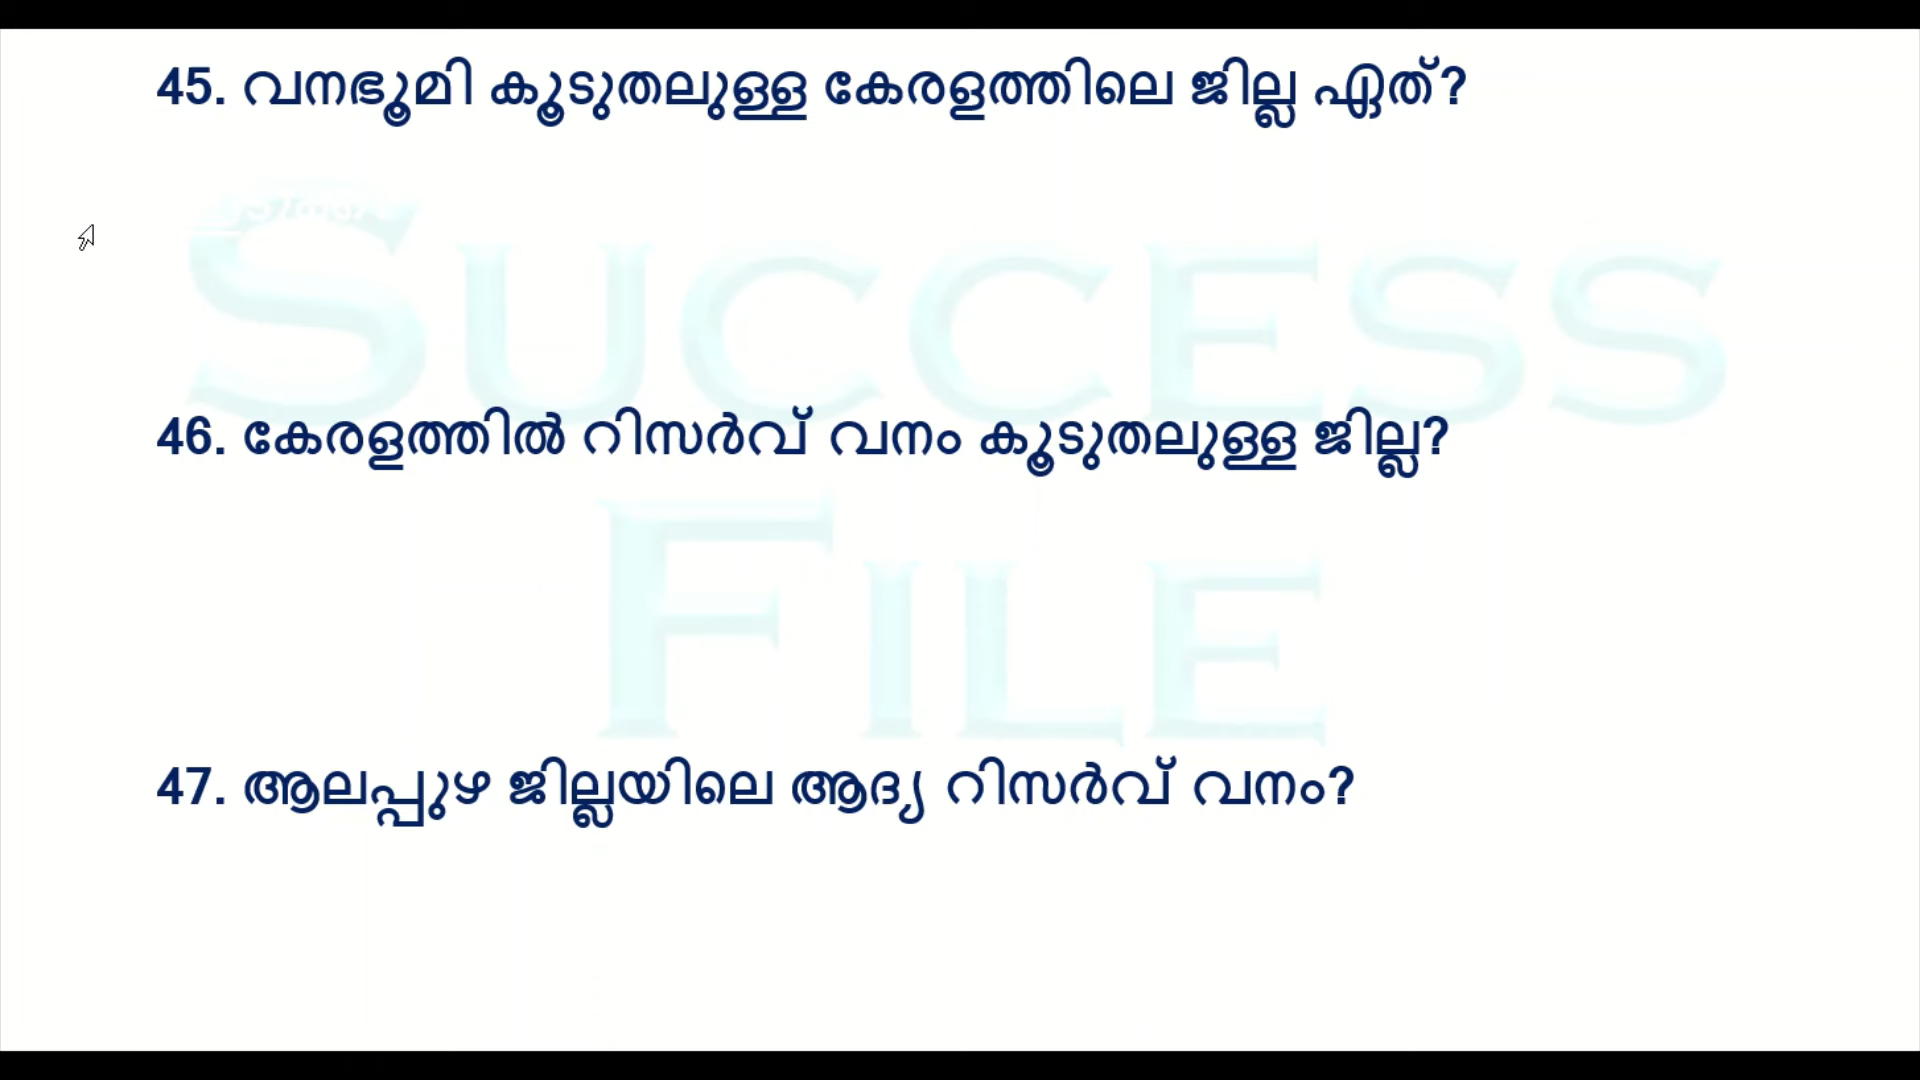 45. വനഭൂമി കൂടുതലുള്ള കേരളത്തിലെ ജില്ല ഏത്?
SUCCESS
46. കേരളത്തിൽ റിസർവ് വനം കൂടുതലുള്ള ജില്ല?
FILE
47. ആലപ്പുഴ ജില്ലയിലെ ആദ്യ റിസർവ് വനം?